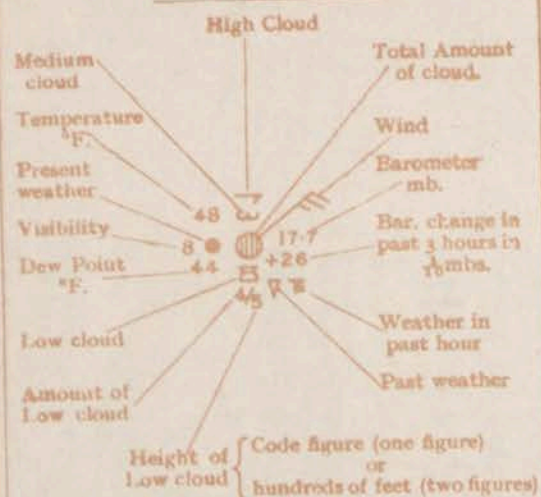 High Cloud
Medium
cloud
Total Amount
of cloud.
Temperature
°F.
Wind
Present
weather
Barometer
mb.
48
Visibility
8
17·7
Bar. change in
past 3 hours in
1/10 mbs.
Dew Point
°F.
44
+26
4/5
Low cloud
Weather in
past hour
Amount of
Low cloud
Past weather
Height of
Low cloud
Code figure (one figure)
or
hundreds of feet (two figures)